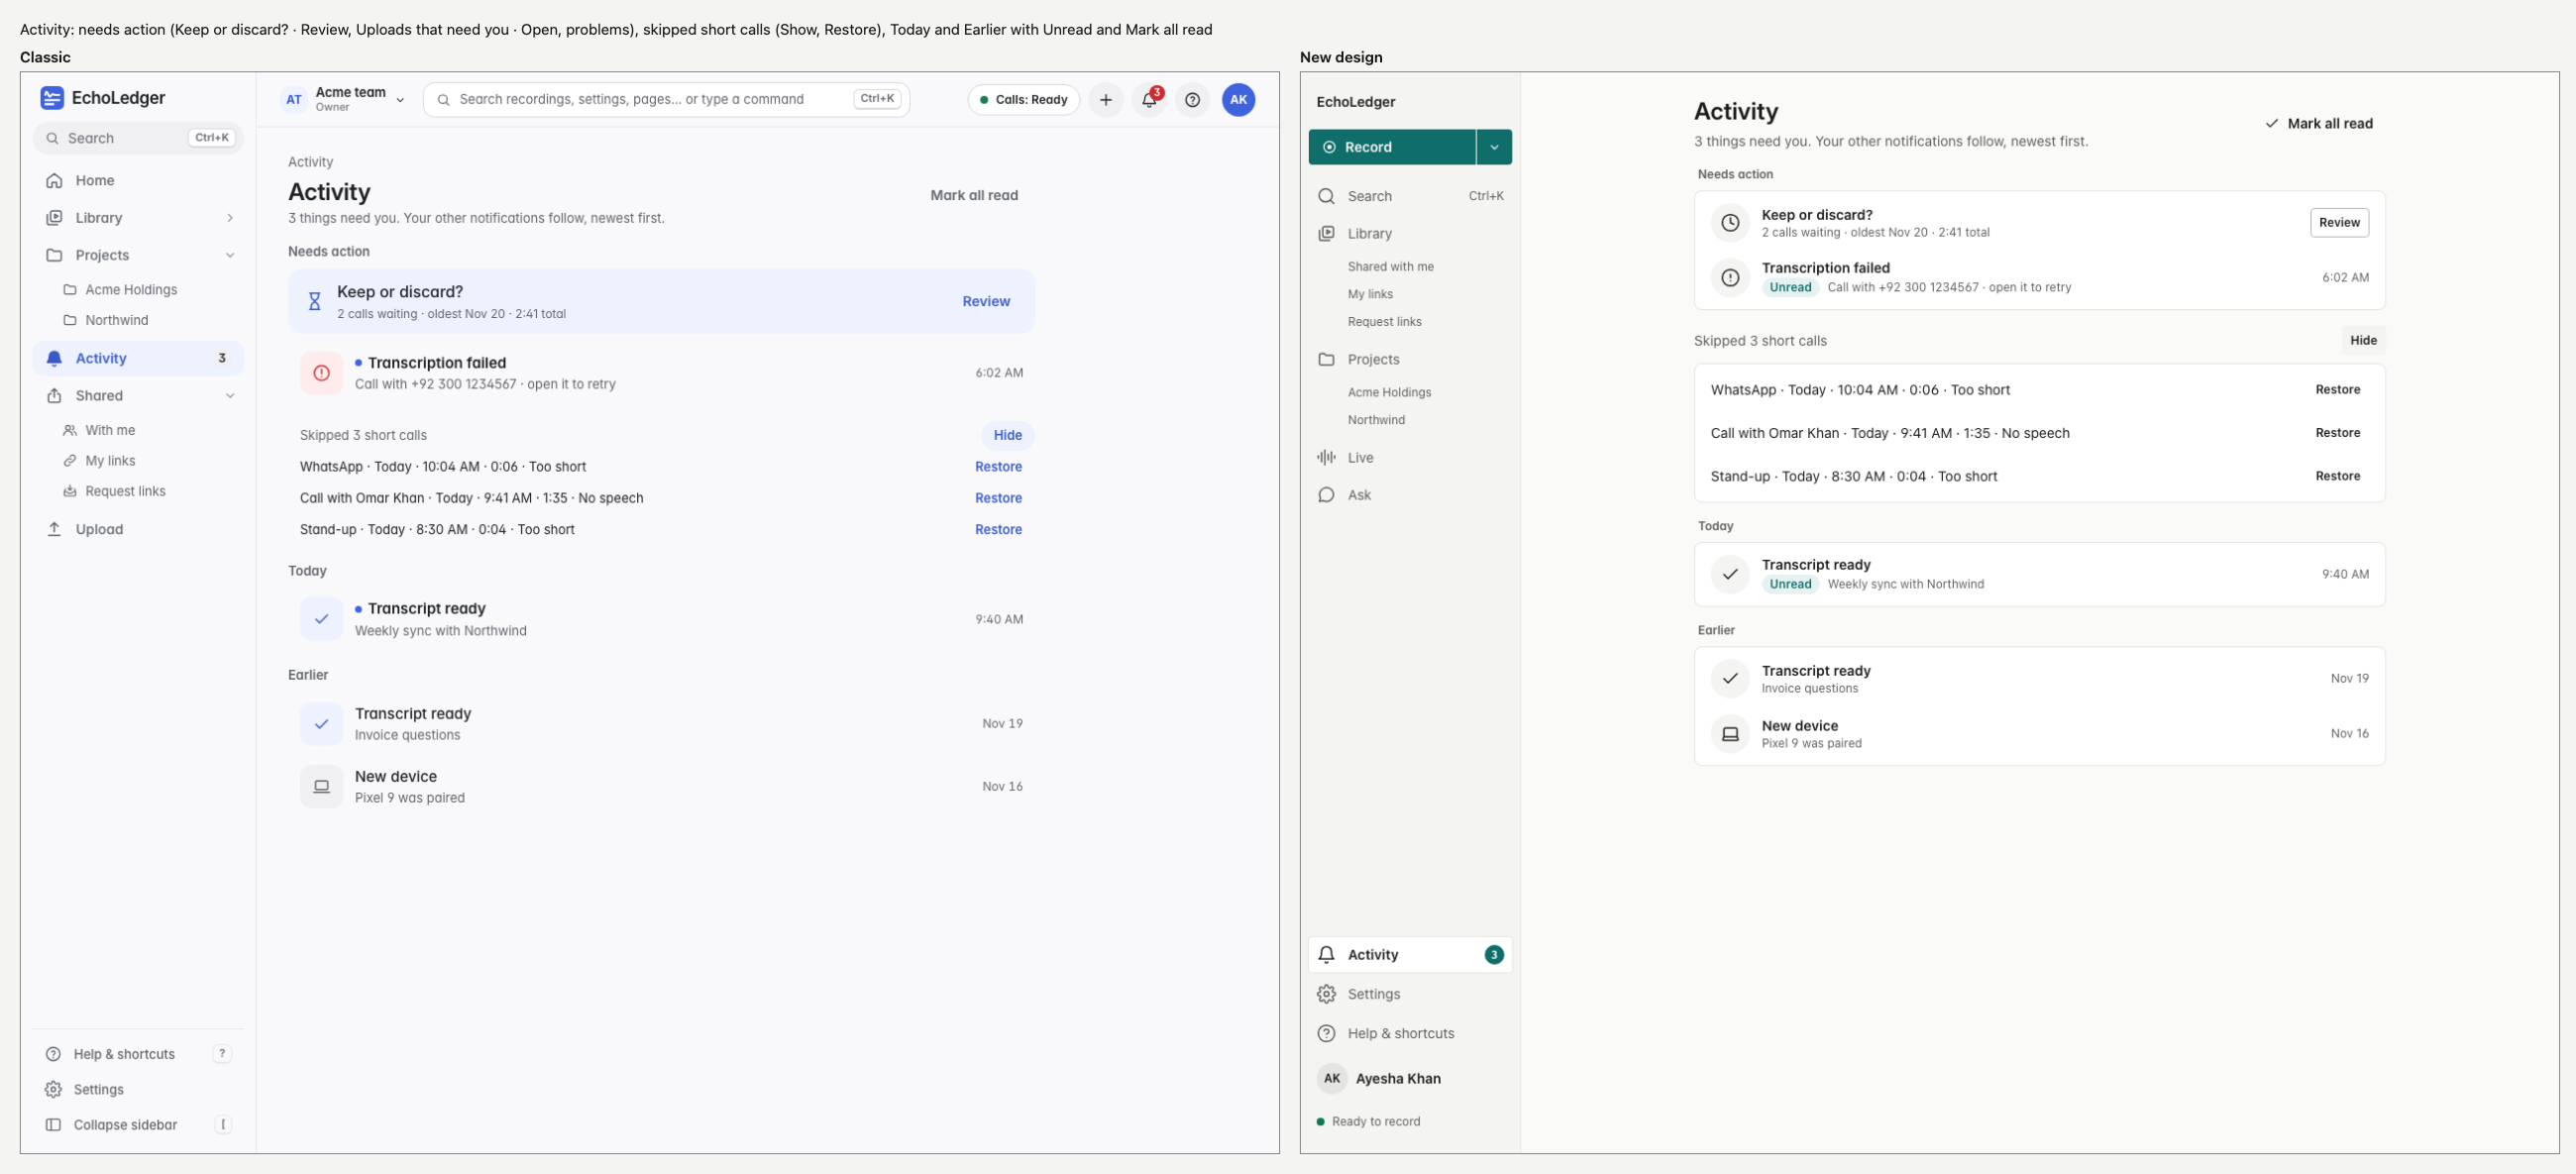 Activity: needs action (Keep or discard? · Review, Uploads that need you · Open, problems), skipped short calls (Show, Restore), Today and Earlier with Unread and Mark all read
Classic
EchoLedger
Search Ctrl+K
Home
Library
Projects
Acme Holdings
Northwind
Activity 3
Shared
With me
My links
Request links
Upload
Help & shortcuts ?
Settings
Collapse sidebar [
AT Acme team
Owner
Search recordings, settings, pages... or type a command Ctrl+K
Calls: Ready
3
AK
Activity
Activity
Mark all read
3 things need you. Your other notifications follow, newest first.
Needs action
Keep or discard?
2 calls waiting · oldest Nov 20 · 2:41 total
Review
Transcription failed
Call with +92 300 1234567 · open it to retry
6:02 AM
Skipped 3 short calls Hide
WhatsApp · Today · 10:04 AM · 0:06 · Too short Restore
Call with Omar Khan · Today · 9:41 AM · 1:35 · No speech Restore
Stand-up · Today · 8:30 AM · 0:04 · Too short Restore
Today
Transcript ready
Weekly sync with Northwind
9:40 AM
Earlier
Transcript ready
Invoice questions
Nov 19
New device
Pixel 9 was paired
Nov 16
New design
EchoLedger
Record
Search Ctrl+K
Library
Shared with me
My links
Request links
Projects
Acme Holdings
Northwind
Live
Ask
Activity 3
Settings
Help & shortcuts
AK Ayesha Khan
Ready to record
Activity
Mark all read
3 things need you. Your other notifications follow, newest first.
Needs action
Keep or discard?
2 calls waiting · oldest Nov 20 · 2:41 total
Review
Transcription failed
Unread Call with +92 300 1234567 · open it to retry
6:02 AM
Skipped 3 short calls Hide
WhatsApp · Today · 10:04 AM · 0:06 · Too short Restore
Call with Omar Khan · Today · 9:41 AM · 1:35 · No speech Restore
Stand-up · Today · 8:30 AM · 0:04 · Too short Restore
Today
Transcript ready
Unread Weekly sync with Northwind
9:40 AM
Earlier
Transcript ready
Invoice questions
Nov 19
New device
Pixel 9 was paired
Nov 16